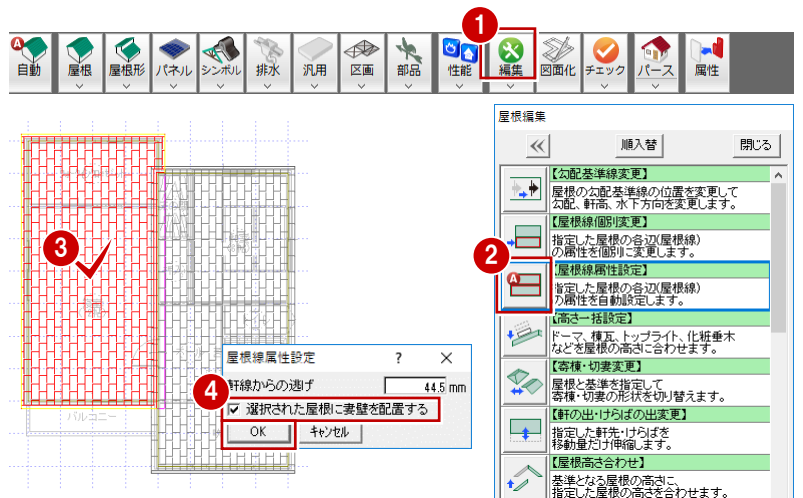 1
A
自動
屋根
屋根形
パネル
シンボル
排水
汎用
区画
部品
性能
編集
図面化
チェック
パース
属性
屋根編集
順入替
閉じる
【勾配基準線変更】
屋根の勾配基準線の位置を変更して
勾配、軒高、水下方向を変更します。
【屋根線個別変更】
指定した屋根の各辺(屋根線)
の属性を個別に変更します。
2
A
【屋根線属性設定】
指定した屋根の各辺(屋根線)
の属性を自動設定します。
【高さ一括設定】
ドーマ、棟瓦、トップライト、化粧垂木
などを屋根の高さに合わせます。
【寄棟・切妻変更】
屋根と基準を指定して
寄棟・切妻の形状を切り替えます。
【軒の出・けらばの出変更】
指定した軒先・けらばを
移動量だけ伸縮します。
【屋根高さ合わせ】
基準となる屋根の高さに、
指定した屋根の高さを合わせます。
3
バルコニー
屋根線属性設定
?
軒線からの逃げ
44.5 mm
4
選択された屋根に妻壁を配置する
OK
キャンセル